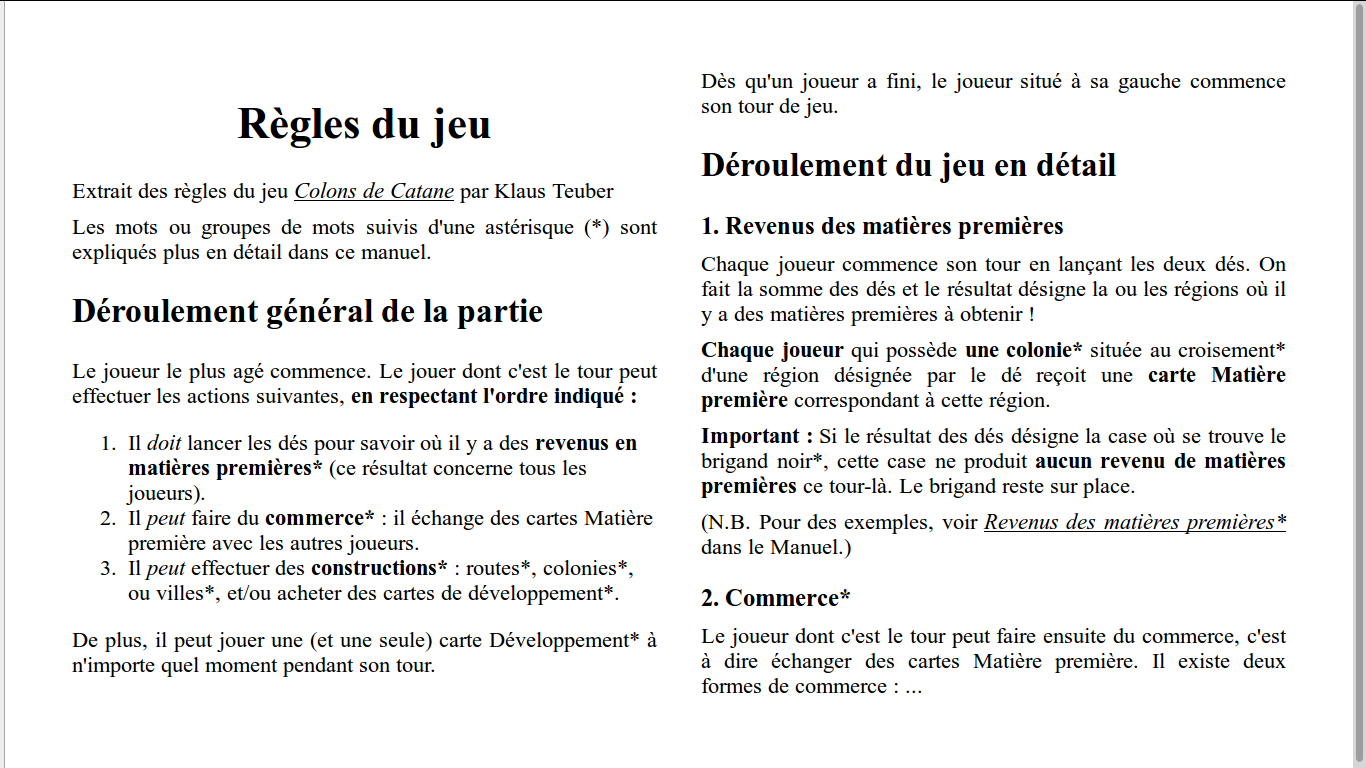 Règles du jeu
Extrait des règles du jeu Colons de Catane par Klaus Teuber
Les mots ou groupes de mots suivis d'une astérisque (*) sont
expliqués plus en détail dans ce manuel.
Déroulement général de la partie
Le joueur le plus agé commence. Le jouer dont c'est le tour peut
effectuer les actions suivantes, en respectant l'ordre indiqué :
1. Il doit lancer les dés pour savoir où il y a des revenus en
matières premières* (ce résultat concerne tous les
joueurs).
2. Il peut faire du commerce* : il échange des cartes Matière
première avec les autres joueurs.
3. Il peut effectuer des constructions* : routes*, colonies*,
ou villes*, et/ou acheter des cartes de développement*.
De plus, il peut jouer une (et une seule) carte Développement* à
n'importe quel moment pendant son tour.
Dès qu'un joueur a fini, le joueur situé à sa gauche commence
son tour de jeu.
Déroulement du jeu en détail
1. Revenus des matières premières
Chaque joueur commence son tour en lançant les deux dés. On
fait la somme des dés et le résultat désigne la ou les régions où il
y a des matières premières à obtenir !
Chaque joueur qui possède une colonie* située au croisement*
d'une région désignée par le dé reçoit une carte Matière
première correspondant à cette région.
Important : Si le résultat des dés désigne la case où se trouve le
brigand noir*, cette case ne produit aucun revenu de matières
premières ce tour-là. Le brigand reste sur place.
(N.B. Pour des exemples, voir Revenus des matières premières*
dans le Manuel.)
2. Commerce*
Le joueur dont c'est le tour peut faire ensuite du commerce, c'est
à dire échanger des cartes Matière première. Il existe deux
formes de commerce : ...